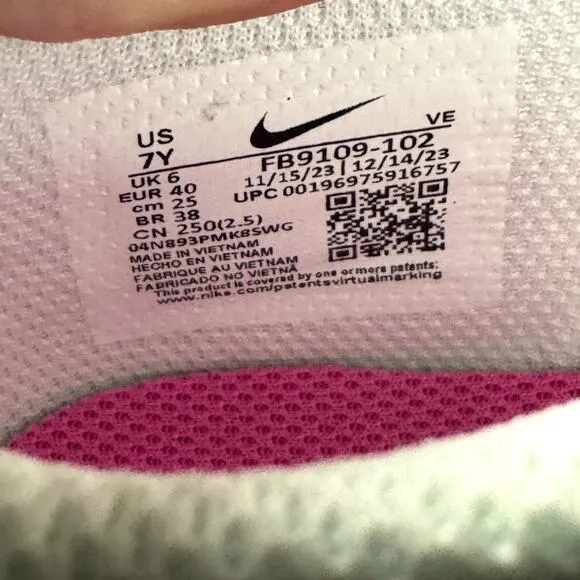 US
7Y
VE
UK 6
FB9109-102
EUR 40
11/15/23 | 12/14/23
cm 25
UPC 00196975916757
BR 38
CN 250(2.5)
04N893PMK8SWG
MADE IN VIETNAM
HECHO EN VIETNAM
FABRIQUE AU VIETNAM
FABRICADO NO VIETNÃ
This product is covered by one or more patents;
www.nike.com/patentsvirtualmarking